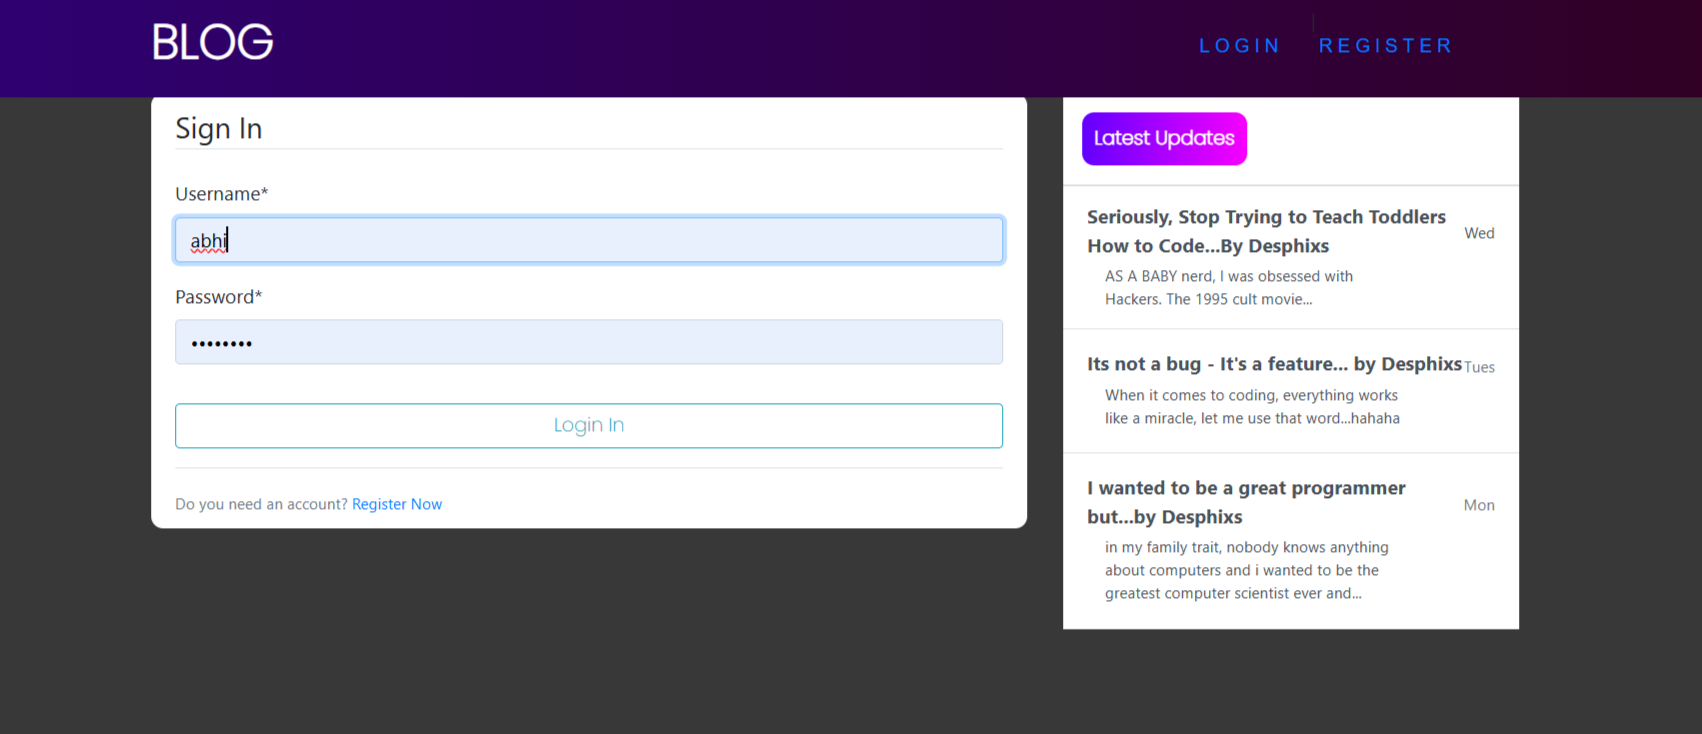 BLOG
LOGIN
REGISTER
Sign In
Username*
abhi
Password*
••••••••
Login In
Do you need an account? Register Now
Latest Updates
Seriously, Stop Trying to Teach Toddlers
How to Code...By Desphixs
Wed
AS A BABY nerd, I was obsessed with
Hackers. The 1995 cult movie...
Its not a bug - It's a feature... by Desphixs
Tues
When it comes to coding, everything works
like a miracle, let me use that word...hahaha
I wanted to be a great programmer
but...by Desphixs
Mon
in my family trait, nobody knows anything
about computers and i wanted to be the
greatest computer scientist ever and...